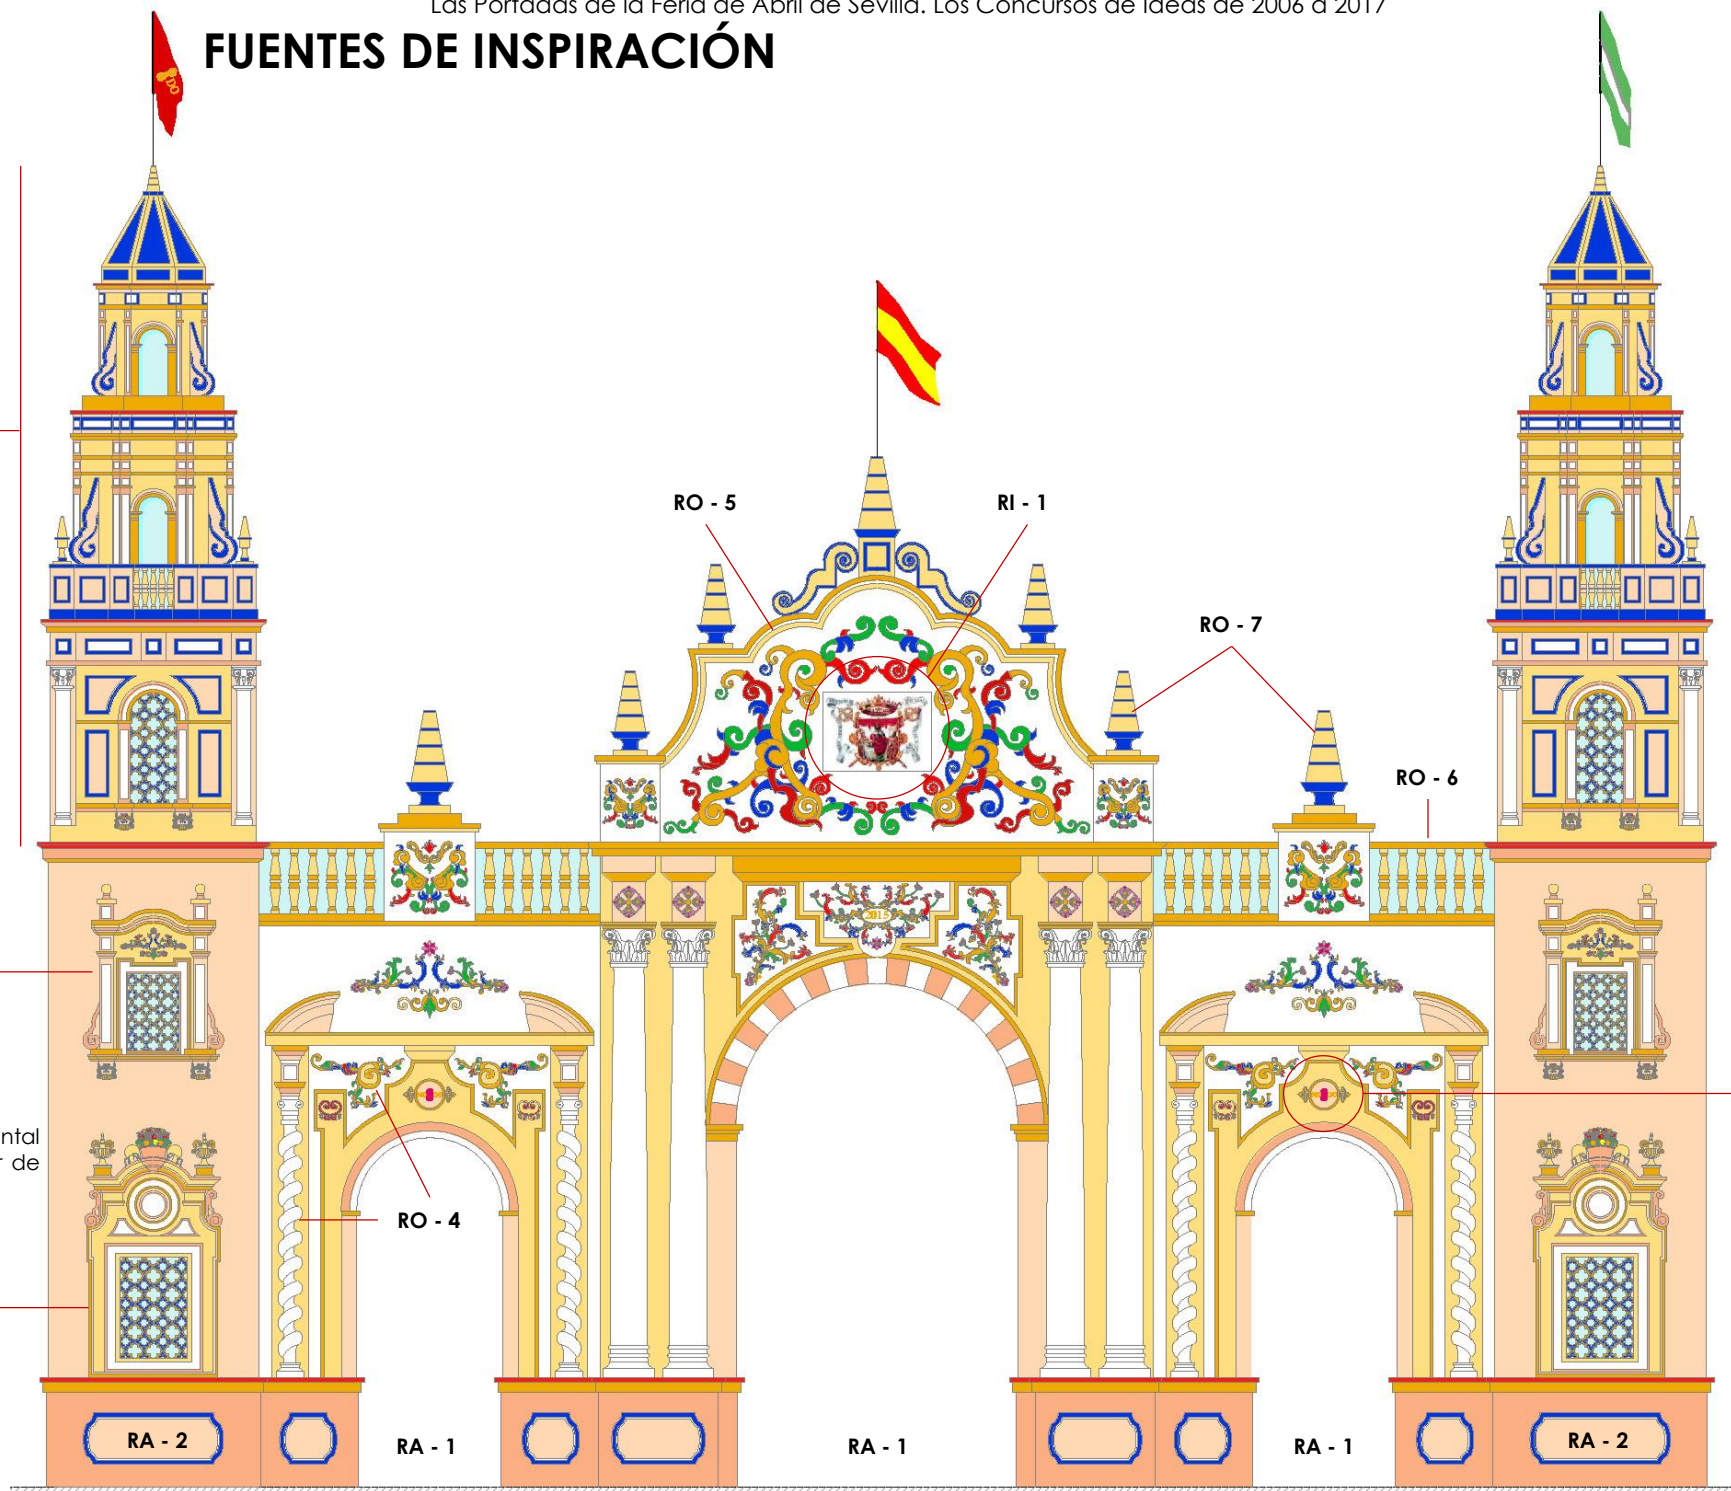 Las Portadas de la Feria de Abril de Sevilla. Los Concursos de Ideas de 2006 a 2017
FUENTES DE INSPIRACIÓN
DO
RO - 5
RI - 1
RO - 7
RO - 6
2015
ntal
r de
RO - 4
RA - 2
RA - 1
RA - 1
RA - 1
RA - 2